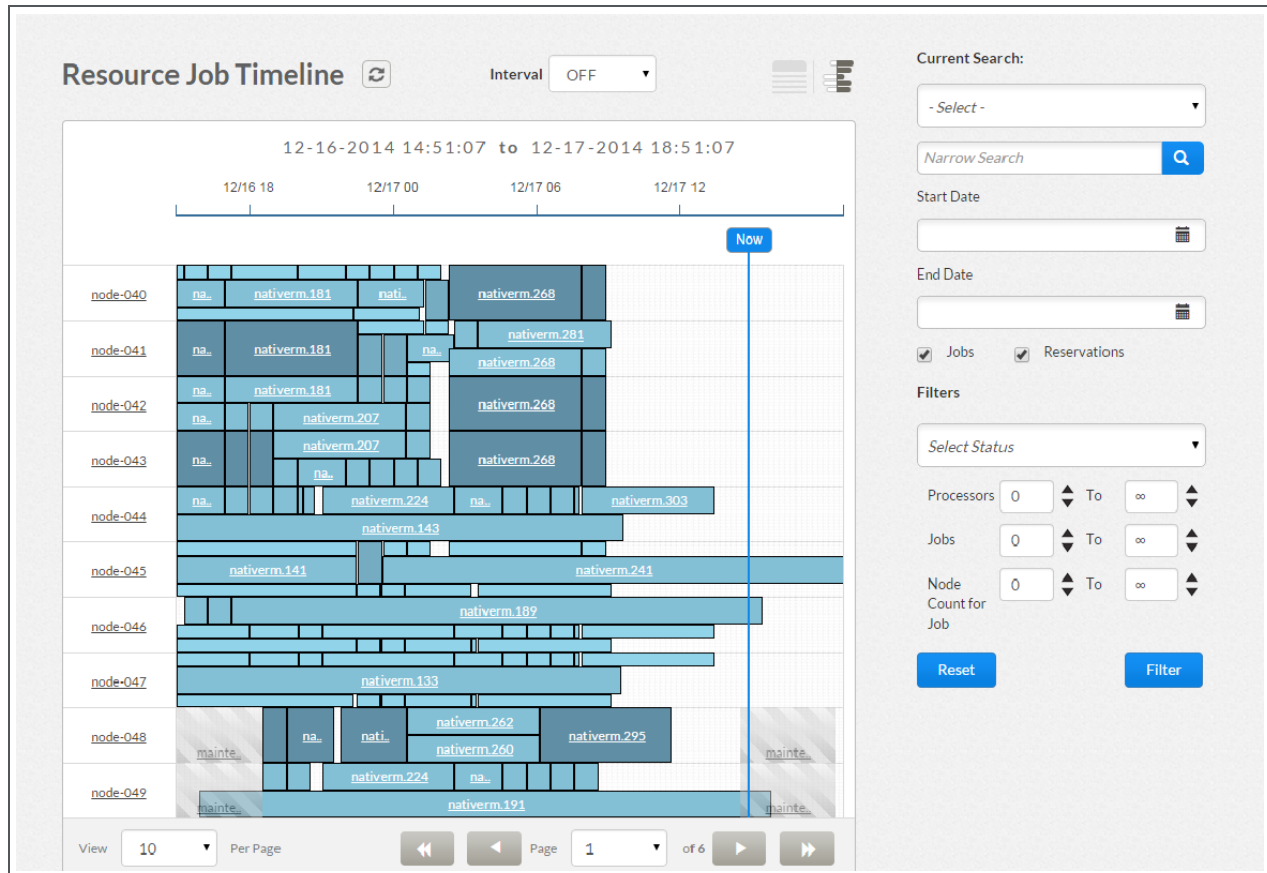 Resource Job Timeline
Interval OFF
12-16-2014 14:51:07 to 12-17-2014 18:51:07
12/16 18 12/17 00 12/17 06 12/17 12
Now
node-040 na.. nativerm.181 nati.. nativerm.268
node-041 na.. nativerm.181 na.. nativerm.281
nativerm.268
node-042 na.. nativerm.181 nativerm.268
na.. nativerm.207
node-043 na.. nativerm.207 nativerm.268
na..
node-044 na.. nativerm.224 na.. nativerm.303
nativerm.143
node-045 nativerm.141 nativerm.241
node-046 nativerm.189
node-047 nativerm.133
node-048 mainte.. na.. nati.. nativerm.262 nativerm.295 mainte..
nativerm.260
node-049 nativerm.224 na..
mainte.. nativerm.191 mainte..
View 10 Per Page Page 1 of 6
Current Search:
- Select -
Narrow Search
Start Date
End Date
Jobs Reservations
Filters
Select Status
Processors 0 To ∞
Jobs 0 To ∞
Node Count for Job 0 To ∞
Reset Filter